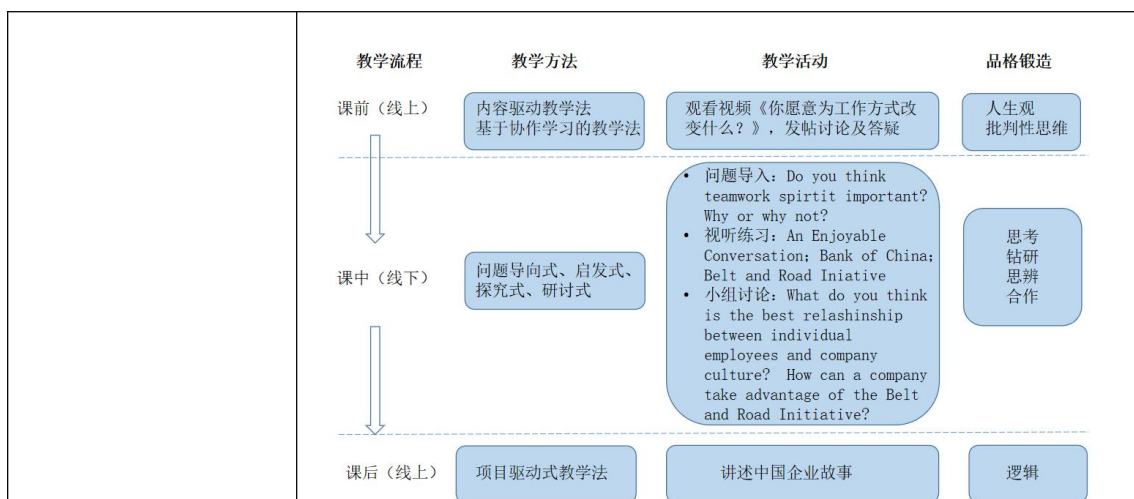 教学流程 教学方法 教学活动 品格锻造
课前（线上）
内容驱动教学法
基于协作学习的教学法
观看视频《你愿意为工作方式改
变什么？》，发帖讨论及答疑
人生观
批判性思维
课中（线下）
问题导向式、启发式、
探究式、研讨式
• 问题导入：Do you think
teamwork spirtit important?
Why or why not?
• 视听练习：An Enjoyable
Conversation；Bank of China；
Belt and Road Iniative
• 小组讨论：What do you think
is the best relashinship
between individual
employees and company
culture? How can a company
take advantage of the Belt
and Road Initiative?
思考
钻研
思辨
合作
课后（线上）
项目驱动式教学法
讲述中国企业故事
逻辑